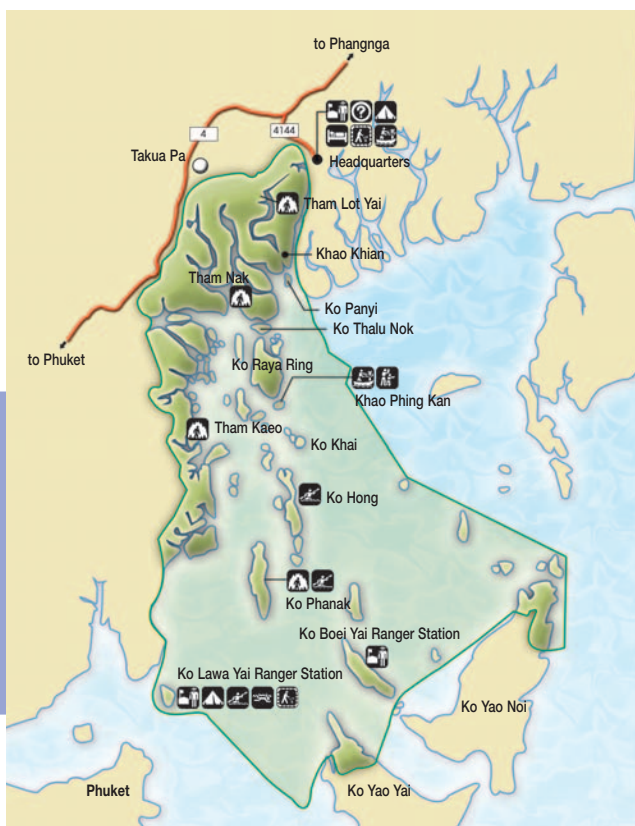 to Phangnga
4
4144
?
Takua Pa
Headquarters
Tham Lot Yai
Khao Khian
Tham Nak
Ko Panyi
Ko Thalu Nok
to Phuket
Ko Raya Ring
Khao Phing Kan
Tham Kaeo
Ko Khai
Ko Hong
Ko Phanak
Ko Boei Yai Ranger Station
Ko Lawa Yai Ranger Station
Ko Yao Noi
Phuket
Ko Yao Yai